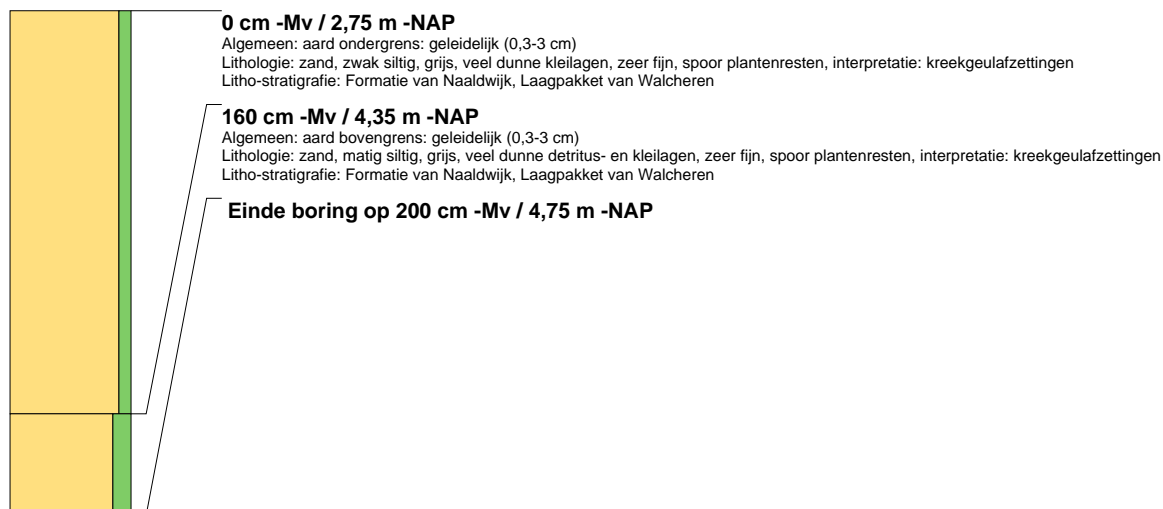 0 cm -Mv / 2,75 m -NAP
Algemeen: aard ondergrens: geleidelijk (0,3-3 cm)
Lithologie: zand, zwak siltig, grijs, veel dunne kleilagen, zeer fijn, spoor plantenresten, interpretatie: kreekgeulafzettingen
Litho-stratigrafie: Formatie van Naaldwijk, Laagpakket van Walcheren
160 cm -Mv / 4,35 m -NAP
Algemeen: aard bovengrens: geleidelijk (0,3-3 cm)
Lithologie: zand, matig siltig, grijs, veel dunne detritus- en kleilagen, zeer fijn, spoor plantenresten, interpretatie: kreekgeulafzettingen
Litho-stratigrafie: Formatie van Naaldwijk, Laagpakket van Walcheren
Einde boring op 200 cm -Mv / 4,75 m -NAP